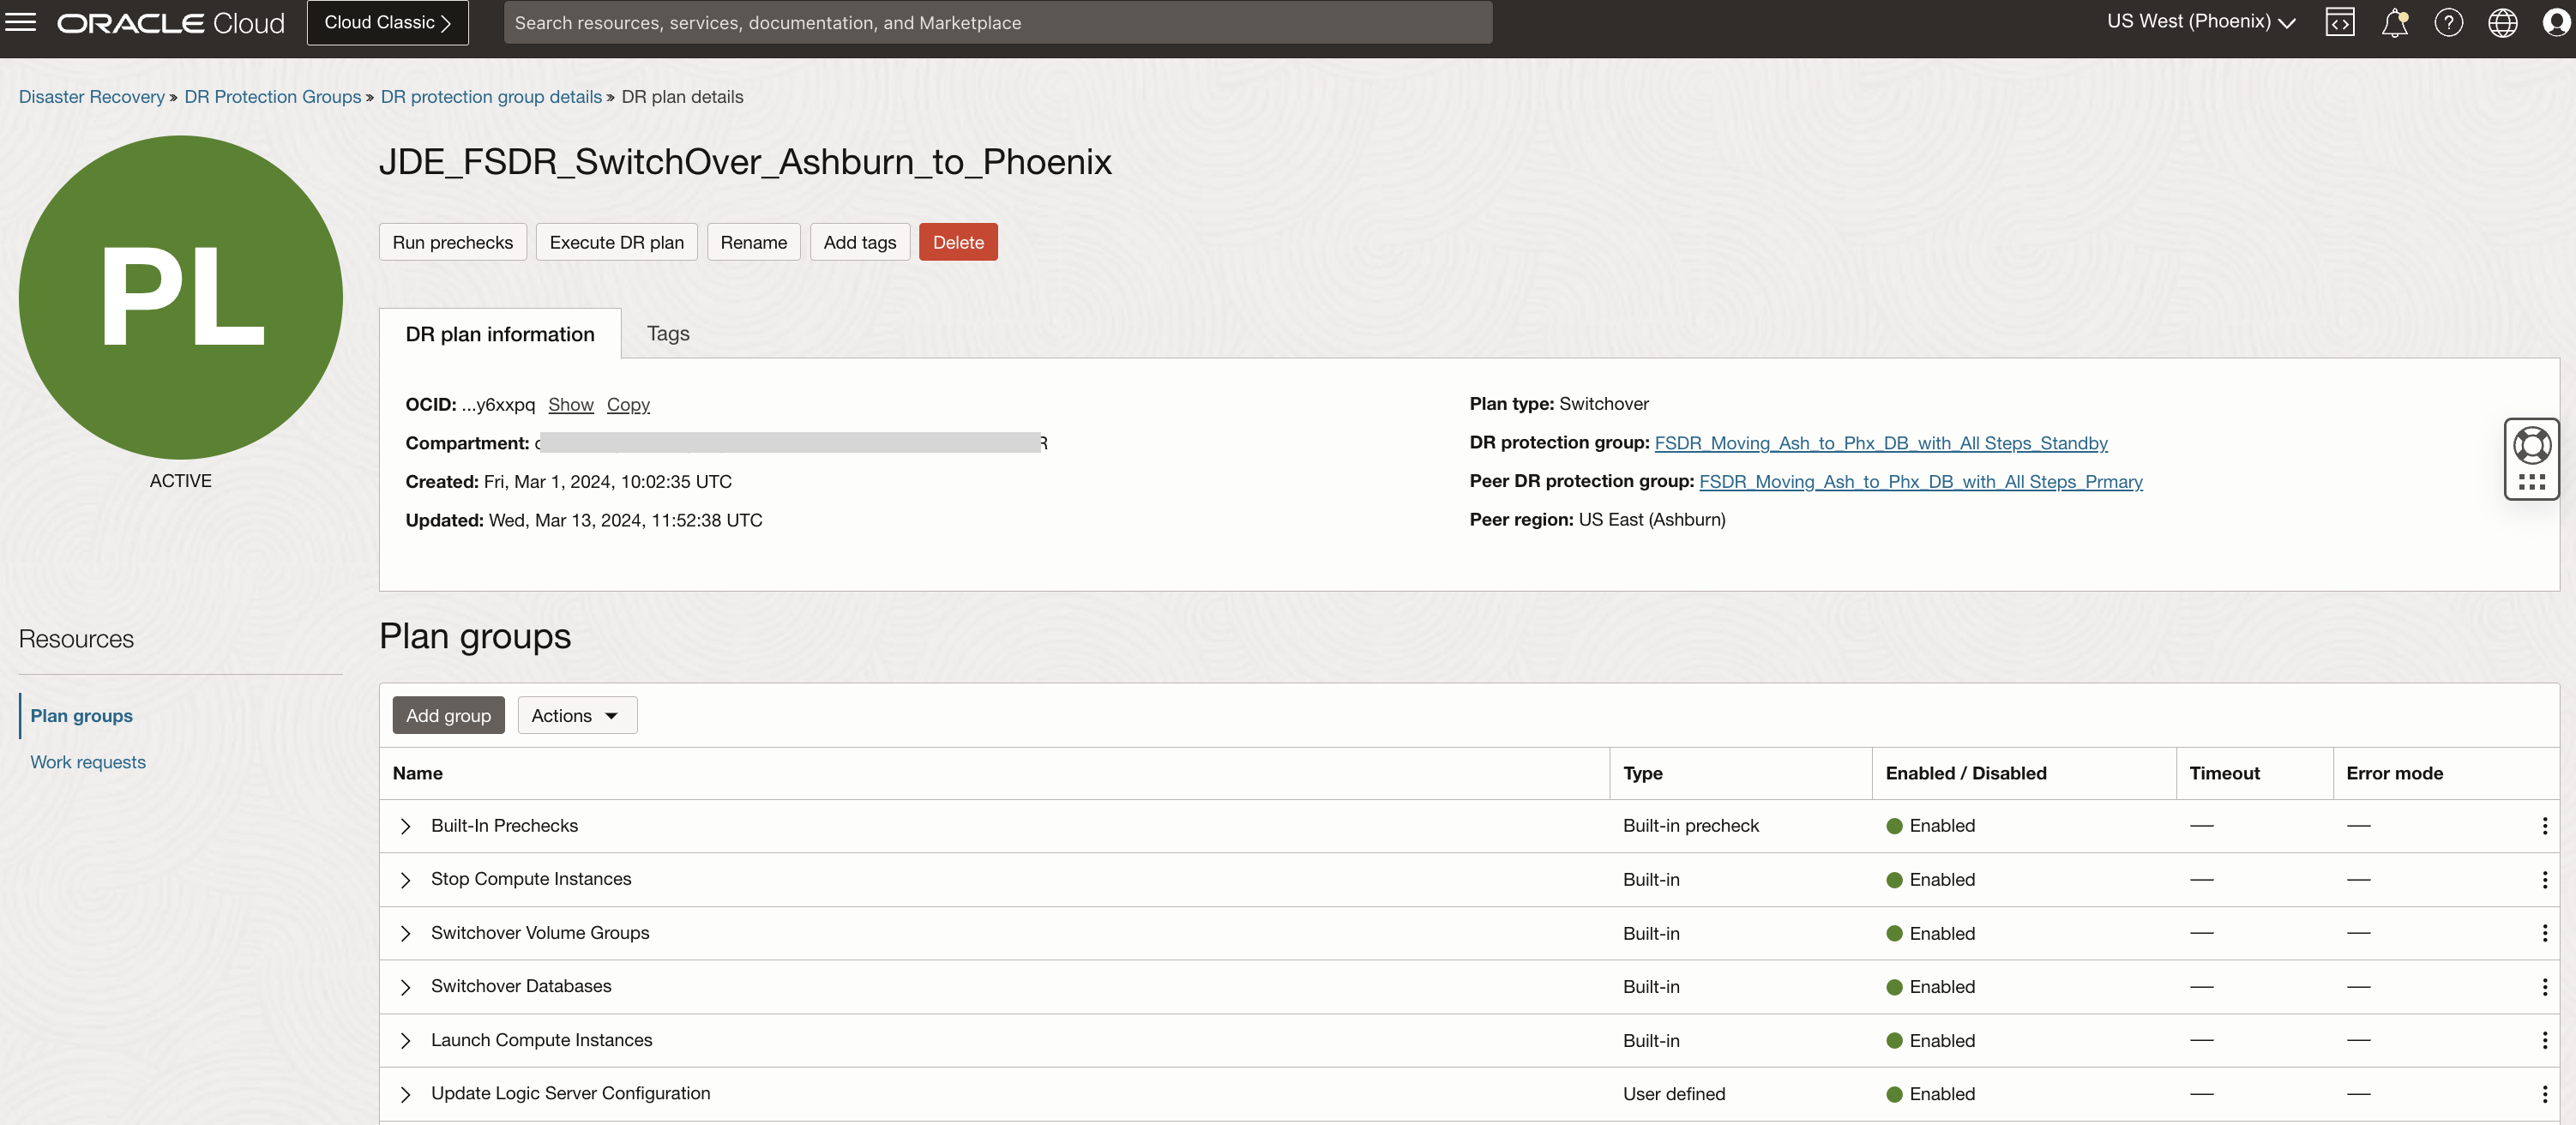 ORACLE Cloud
Cloud Classic
Search resources, services, documentation, and Marketplace
US West (Phoenix)
Disaster Recovery » DR Protection Groups » DR protection group details » DR plan details
PL
ACTIVE
JDE_FSDR_SwitchOver_Ashburn_to_Phoenix
Run prechecks Execute DR plan Rename Add tags Delete
DR plan information Tags
OCID: ...y6xxpq Show Copy
Compartment:
Created: Fri, Mar 1, 2024, 10:02:35 UTC
Updated: Wed, Mar 13, 2024, 11:52:38 UTC
Plan type: Switchover
DR protection group: FSDR_Moving_Ash_to_Phx_DB_with_All Steps_Standby
Peer DR protection group: FSDR_Moving_Ash_to_Phx_DB_with_All Steps_Prmary
Peer region: US East (Ashburn)
Resources
Plan groups
Work requests
Plan groups
Add group Actions
Name Type Enabled / Disabled Timeout Error mode
Built-In Prechecks Built-in precheck Enabled — —
Stop Compute Instances Built-in Enabled — —
Switchover Volume Groups Built-in Enabled — —
Switchover Databases Built-in Enabled — —
Launch Compute Instances Built-in Enabled — —
Update Logic Server Configuration User defined Enabled — —